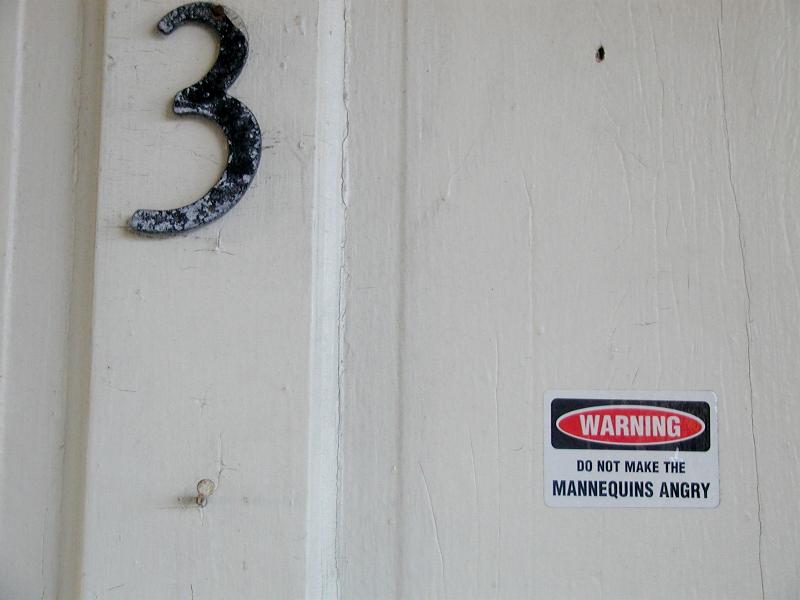 3
WARNING
DO NOT MAKE THE
MANNEQUINS ANGRY